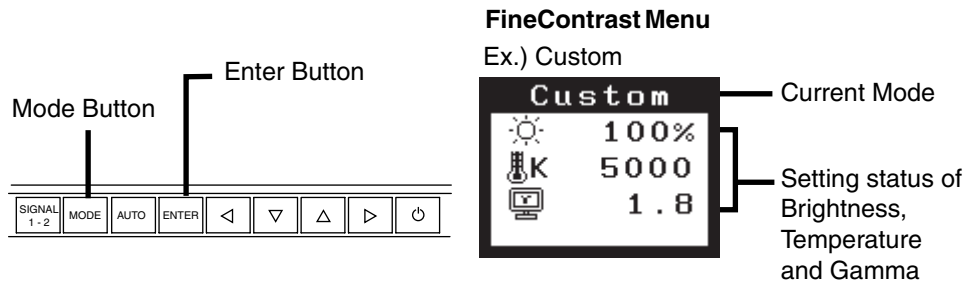 FineContrast Menu
Ex.) Custom
Enter Button
Mode Button
SIGNAL
1 - 2
MODE
AUTO
ENTER
Custom
100%
K 5000
1.8
Current Mode
Setting status of
Brightness,
Temperature
and Gamma